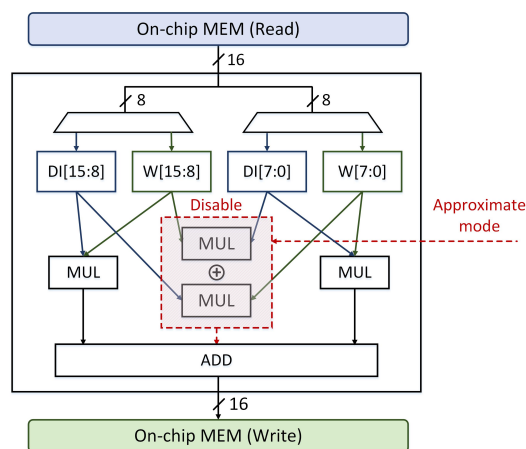 On-chip MEM (Read)
16
8
8
DI[15:8]
W[15:8]
DI[7:0]
W[7:0]
Disable
Approximate
mode
MUL
MUL
MUL
MUL
ADD
16
On-chip MEM (Write)